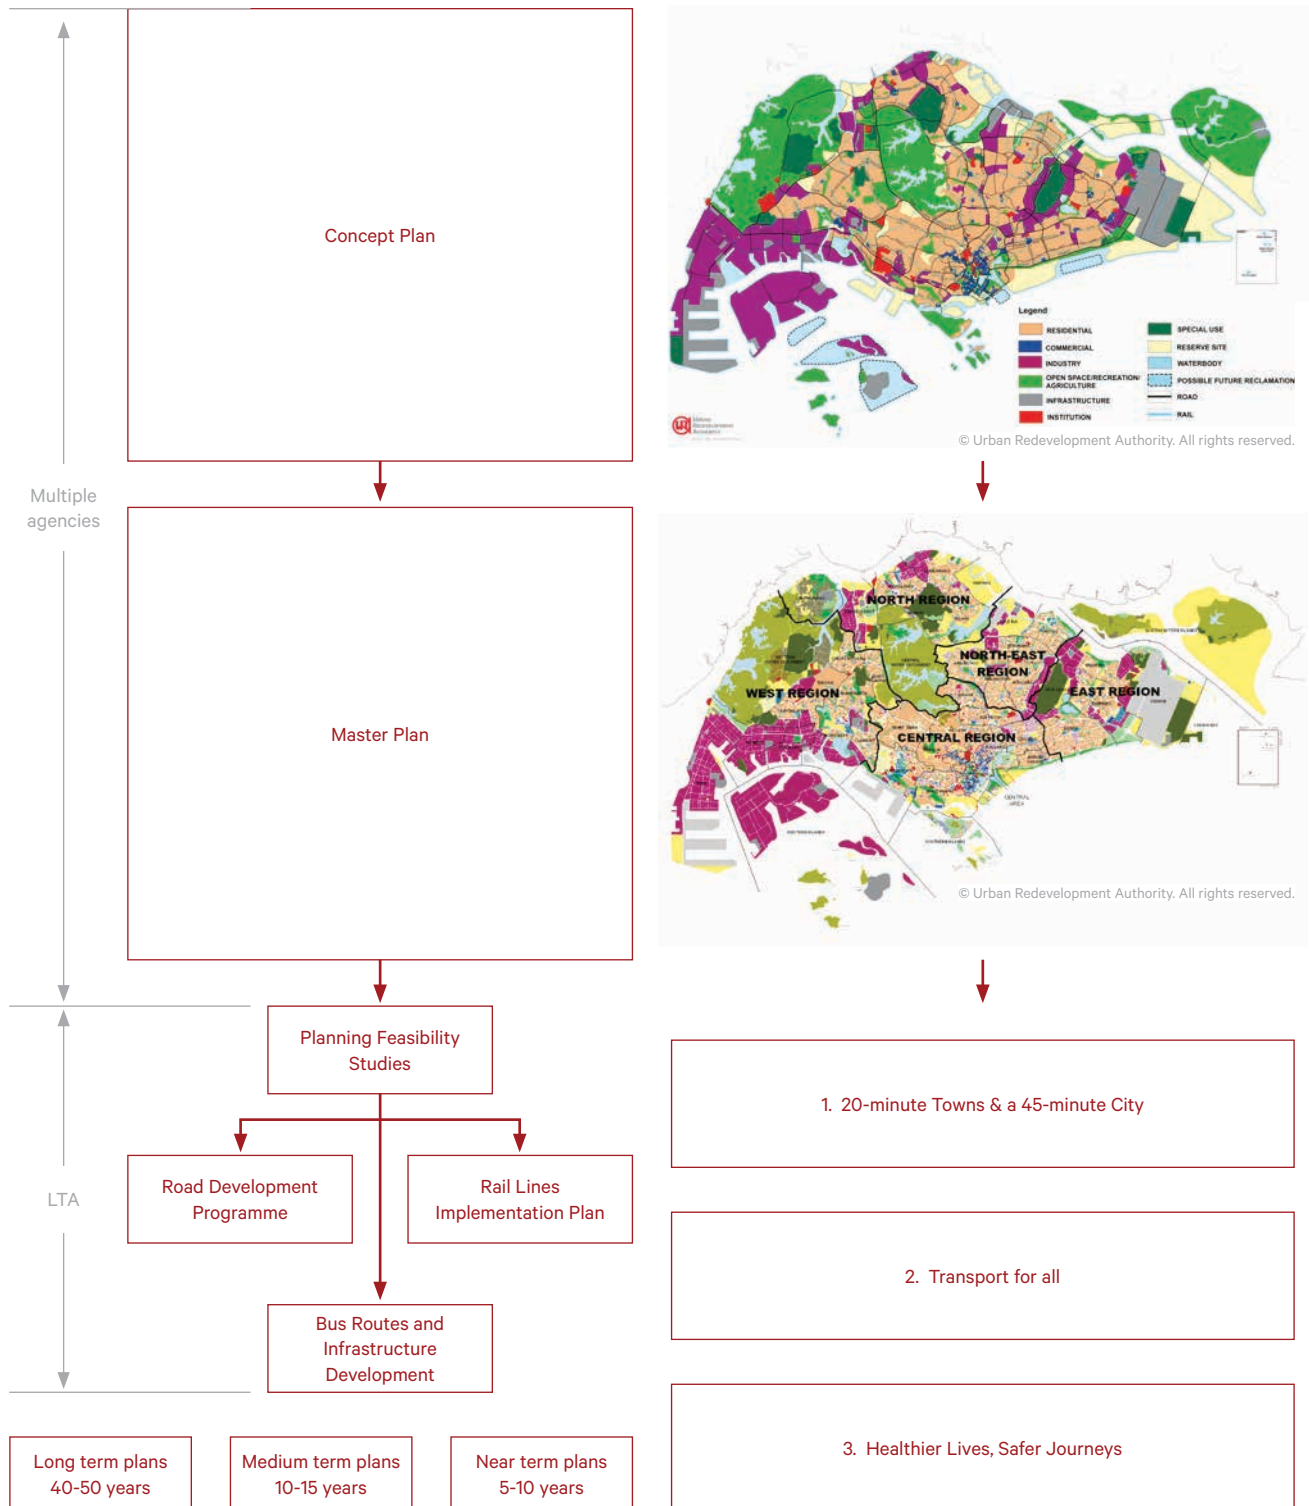 Concept Plan
Legend
RESIDENTIAL
COMMERCIAL
INDUSTRY
OPEN SPACE/RECREATION/
AGRICULTURE
INFRASTRUCTURE
INSTITUTION
SPECIAL USE
RESERVE SITE
WATERBODY
POSSIBLE FUTURE RECLAMATION
ROAD
RAIL
© Urban Redevelopment Authority. All rights reserved.
Multiple
agencies
Master Plan
NORTH REGION
NORTH-EAST
REGION
WEST REGION
EAST REGION
CENTRAL REGION
CENTRAL
AREA
© Urban Redevelopment Authority. All rights reserved.
Planning Feasibility
Studies
Road Development
Programme
Rail Lines
Implementation Plan
LTA
Bus Routes and
Infrastructure
Development
1. 20-minute Towns & a 45-minute City
2. Transport for all
3. Healthier Lives, Safer Journeys
Long term plans
40-50 years
Medium term plans
10-15 years
Near term plans
5-10 years